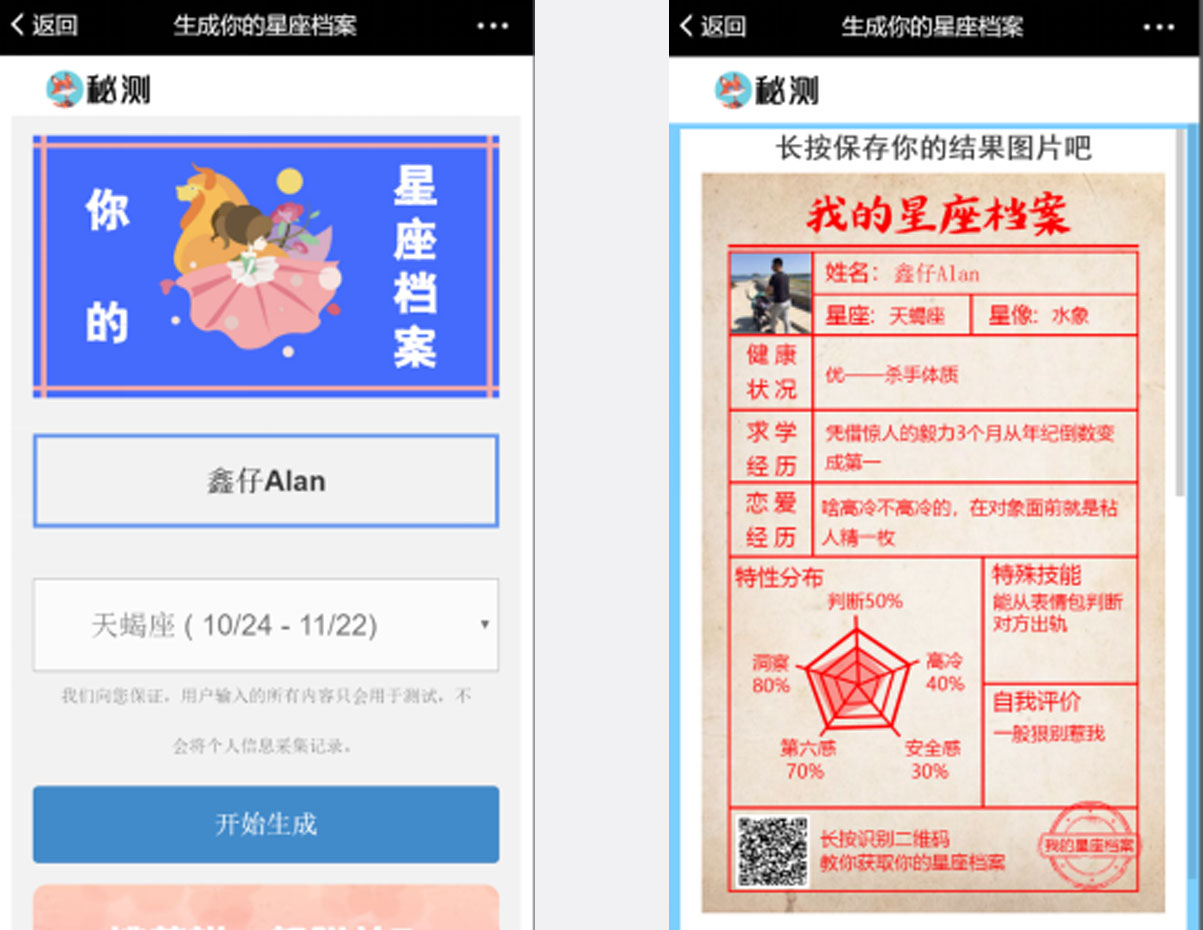 返回
生成你的星座档案
秘测
你的
星座档案
鑫仔Alan
天蝎座 ( 10/24 - 11/22)
我们向您保证，用户输入的所有内容只会用于测试，不
会将个人信息采集记录。
开始生成
返回
生成你的星座档案
秘测
长按保存你的结果图片吧
我的星座档案
姓名：鑫仔Alan
星座：天蝎座
星像：水象
健康
状况
优——杀手体质
求学
经历
凭借惊人的毅力3个月从年纪倒数变
成第一
恋爱
经历
啥高冷不高冷的，在对象面前就是粘
人精一枚
特性分布
判断50%
洞察
80%
高冷
40%
第六感
70%
安全感
30%
特殊技能
能从表情包判断
对方出轨
自我评价
一般狠别惹我
长按识别二维码
教你获取你的星座档案
我的星座档案